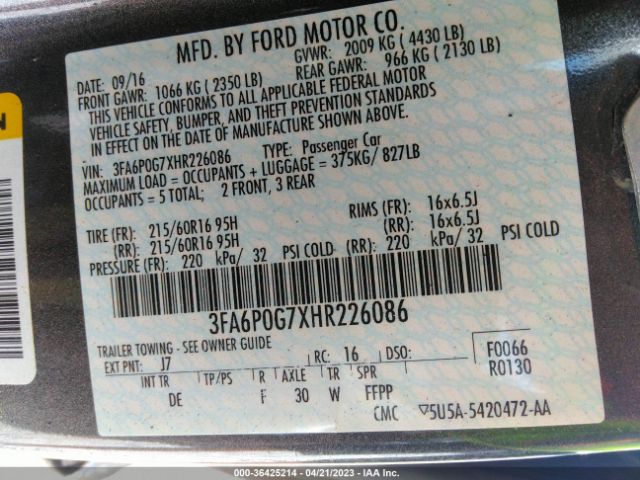 MFD. BY FORD MOTOR CO.
DATE: 09/16
GVWR: 2009 KG ( 4430 LB)
FRONT GAWR: 1066 KG ( 2350 LB)
REAR GAWR: 966 KG ( 2130 LB)
THIS VEHICLE CONFORMS TO ALL APPLICABLE FEDERAL MOTOR
VEHICLE SAFETY, BUMPER, AND THEFT PREVENTION STANDARDS
IN EFFECT ON THE DATE OF MANUFACTURE SHOWN ABOVE.
VIN: 3FA6P0G7XHR226086
TYPE: Passenger Car
MAXIMUM LOAD = OCCUPANTS + LUGGAGE = 375KG/ 827LB
OCCUPANTS = 5 TOTAL; 2 FRONT, 3 REAR
TIRE (FR): 215/60R16 95H
RIMS (FR): 16x6.5J
(RR): 215/60R16 95H
(RR): 16x6.5J
PRESSURE (FR): 220 kPa/ 32 PSI COLD (RR): 220 kPa/ 32 PSI COLD
3FA6P0G7XHR226086
TRAILER TOWING - SEE OWNER GUIDE
EXT PNT: J7
RC: 16
DSO:
F0066
R0130
INT TR TP/PS R AXLE TR SPR
DE F 30 W FFPP
CMC ▽5U5A-5420472-AA
N
000-36425214 - 04/21/2023 - IAA Inc.